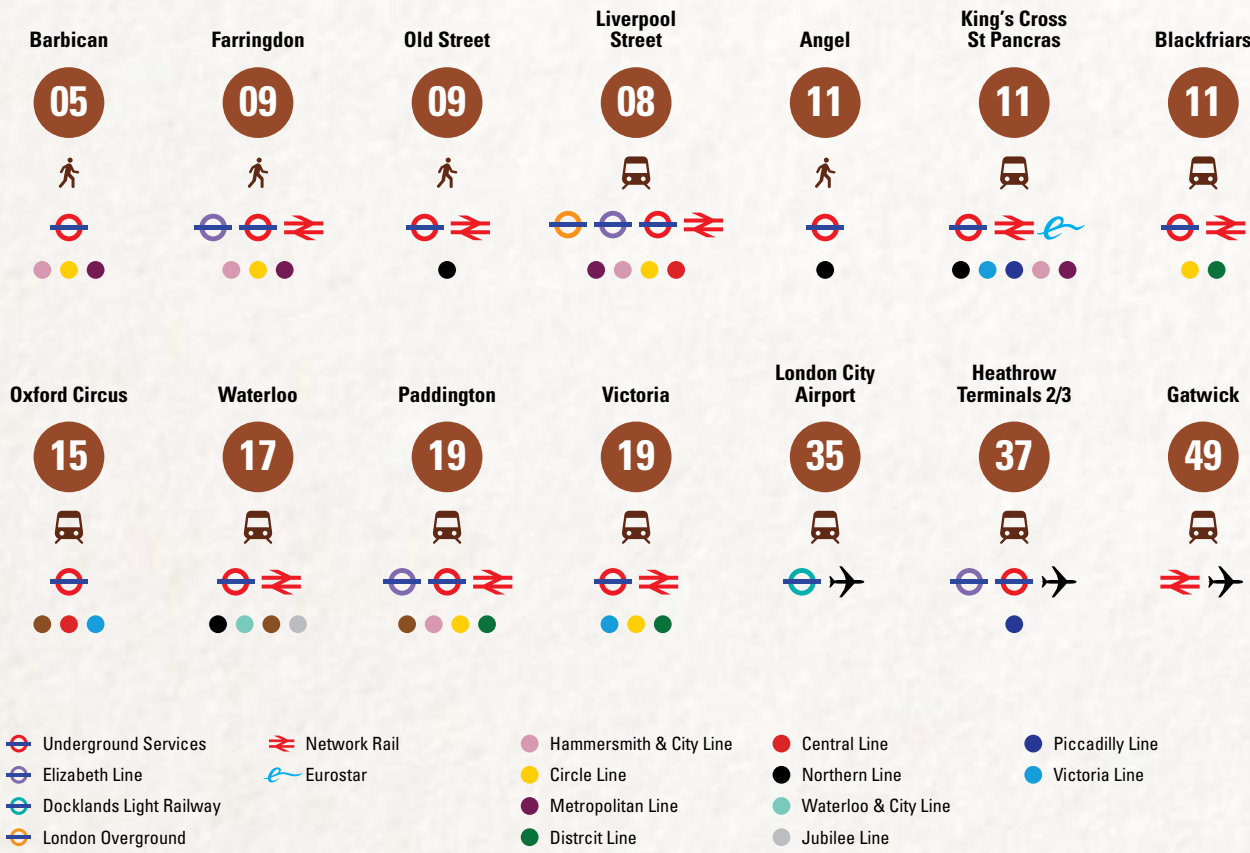 Barbican
Farringdon
Old Street
Liverpool
Street
Angel
King's Cross
St Pancras
Blackfriars
05
09
09
08
11
11
11
Oxford Circus
Waterloo
Paddington
Victoria
London City
Airport
Heathrow
Terminals 2/3
Gatwick
15
17
19
19
35
37
49
Underground Services
Elizabeth Line
Docklands Light Railway
London Overground
Network Rail
Eurostar
Hammersmith & City Line
Circle Line
Metropolitan Line
Distrcit Line
Central Line
Northern Line
Waterloo & City Line
Jubilee Line
Piccadilly Line
Victoria Line